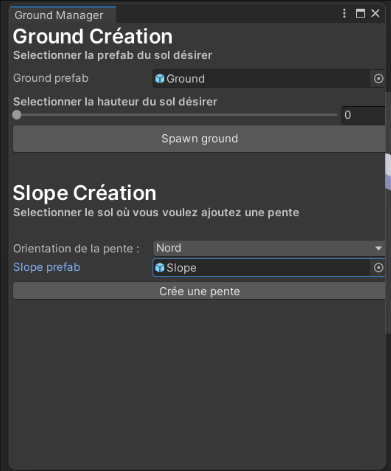 Ground Manager
Ground Création
Selectionner la prefab du sol désirer
Ground prefab Ground
Selectionner la hauteur du sol désirer
0
Spawn ground
Slope Création
Selectionner le sol où vous voulez ajoutez une pente
Orientation de la pente : Nord
Slope prefab Slope
Crée une pente